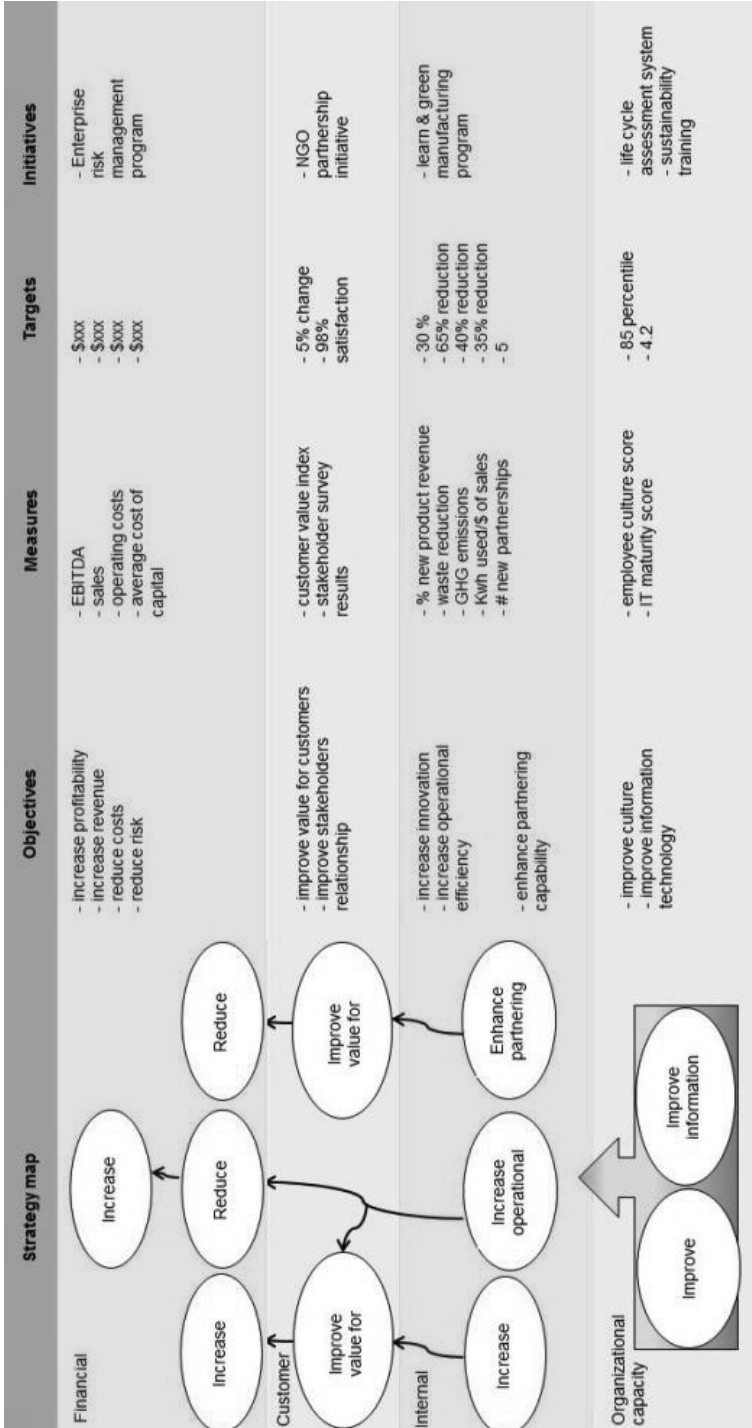 Strategy map
Objectives
Measures
Targets
Initiatives
Financial
Increase
Increase
Reduce
Reduce
- increase profitability
- increase revenue
- reduce costs
- reduce risk
- EBITDA
- sales
- operating costs
- average cost of
capital
- $xxx
- $xxx
- $xxx
- $xxx
- Enterprise
risk
management
program
Customer
Improve
value for
Improve
value for
- improve value for customers
- improve stakeholders
relationship
- customer value index
- stakeholder survey
results
- 5% change
- 98%
satisfaction
- NGO
partnership
initiative
Internal
Increase
Increase
operational
Enhance
partnering
- increase innovation
- increase operational
efficiency
- enhance partnering
capability
- % new product revenue
- waste reduction
- GHG emissions
- Kwh used/$ of sales
- # new partnerships
- 30 %
- 65% reduction
- 40% reduction
- 35% reduction
- 5
- learn & green
manufacturing
program
Organizational
capacity
Improve
Improve
information
- improve culture
- improve information
technology
- employee culture score
- IT maturity score
- 85 percentile
- 4.2
- life cycle
assessment system
- sustainability
training